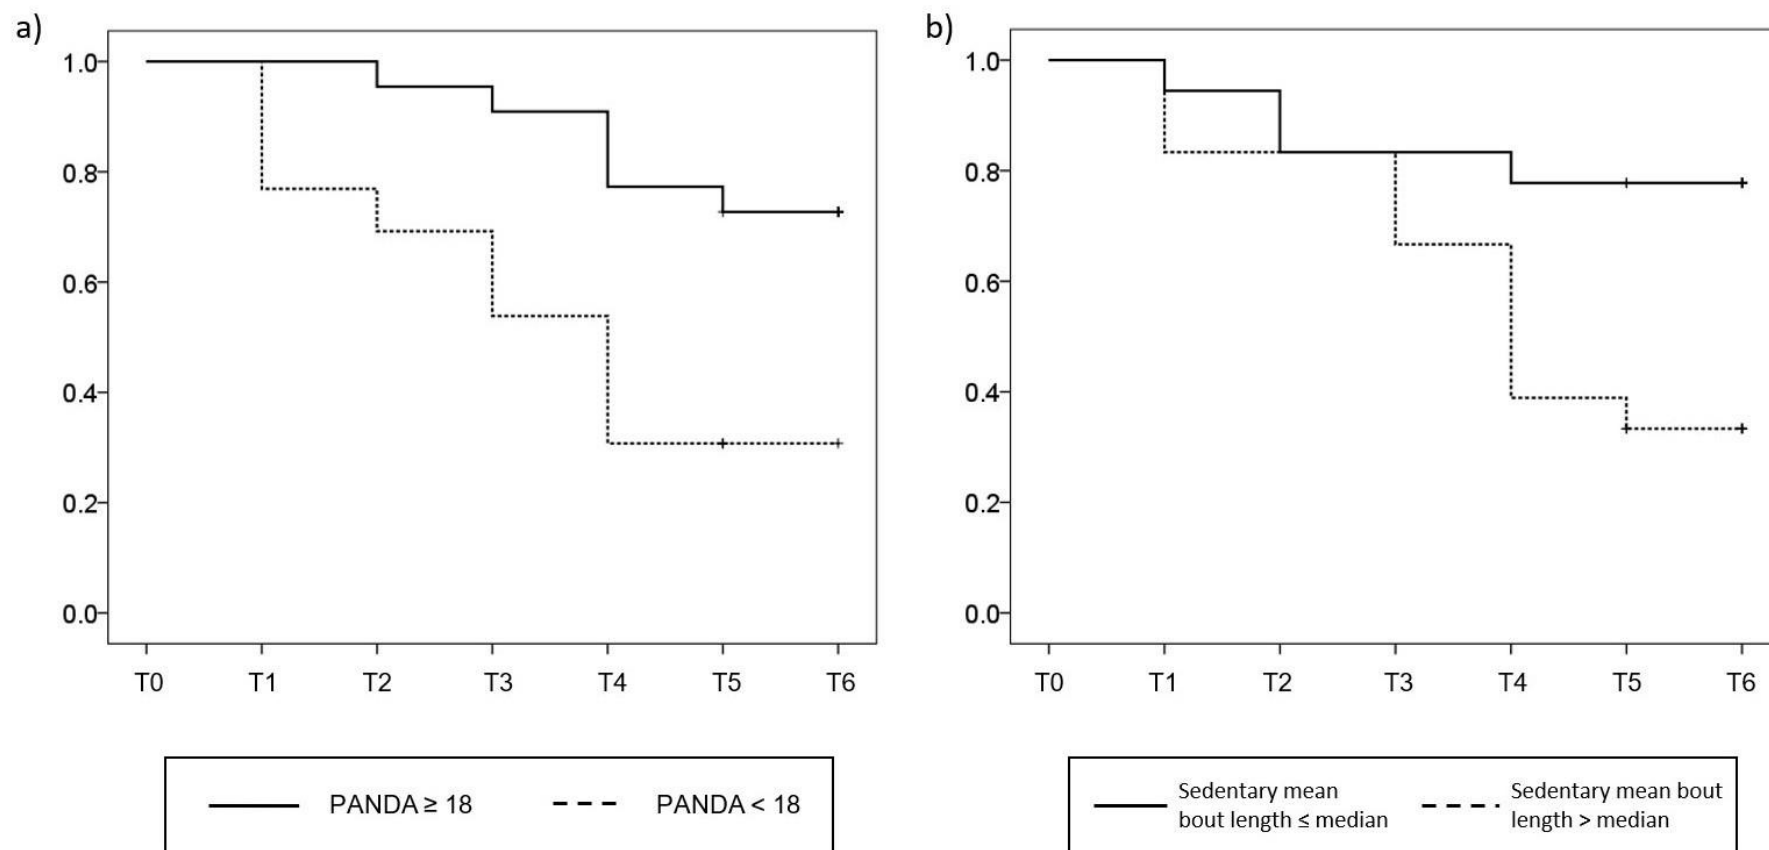 a)
1.0
0.8
0.6
0.4
0.2
0.0
T0 T1 T2 T3 T4 T5 T6
PANDA ≥ 18 PANDA < 18
b)
1.0
0.8
0.6
0.4
0.2
0.0
T0 T1 T2 T3 T4 T5 T6
Sedentary mean
bout length ≤ median
Sedentary mean bout
length > median